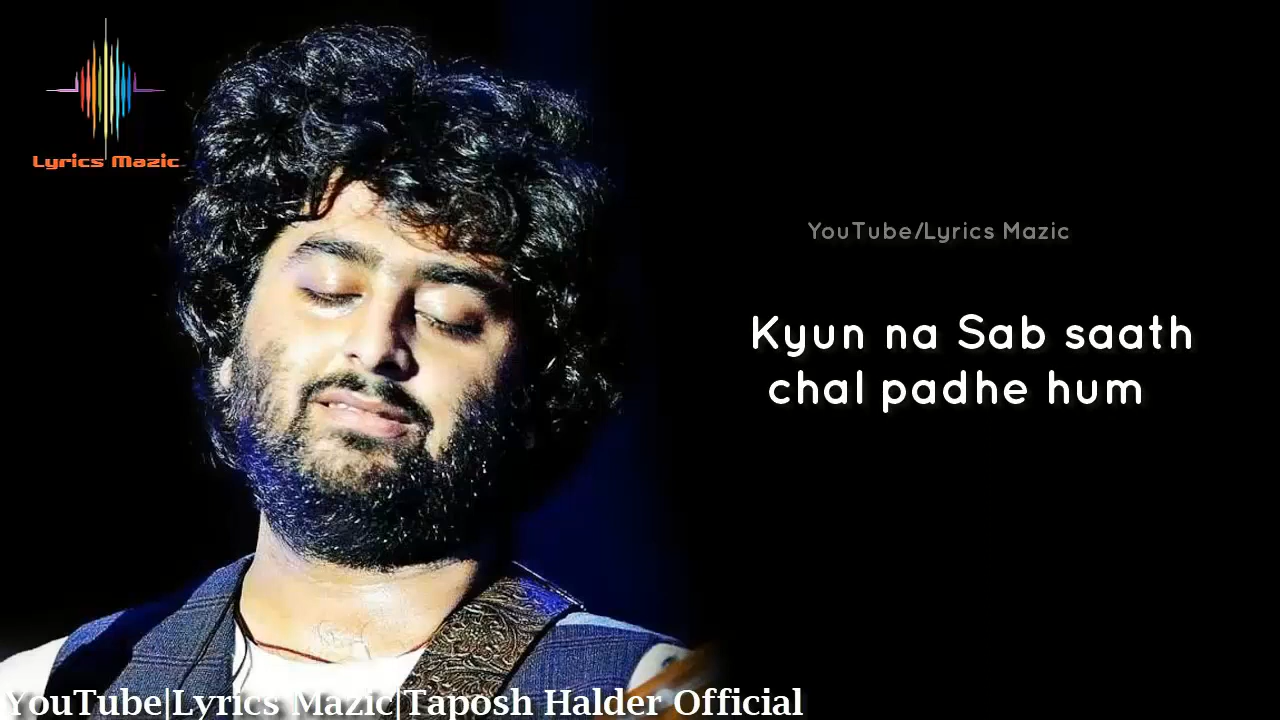 Lyrics Mazic
YouTube/Lyrics Mazic
Kyun na Sab saath
chal padhe hum
YouTube|Lyrics Mazic|Taposh Halder Official